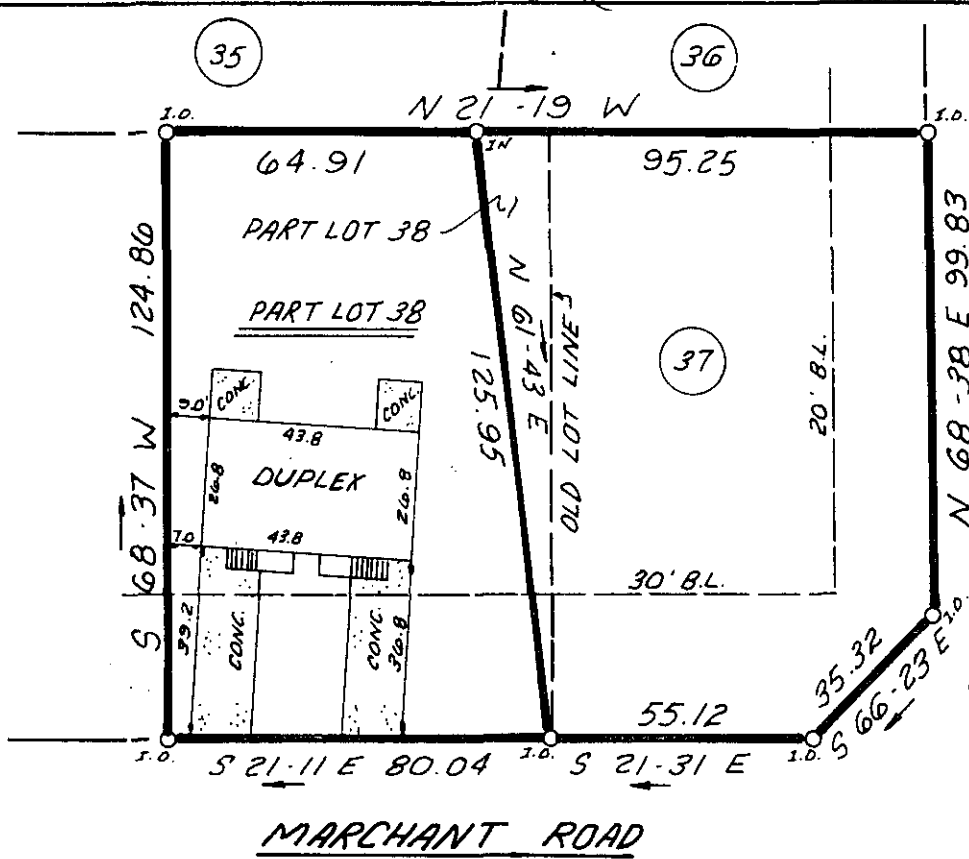 35
36
I.O.
N 21-19 W
I.O.
IN
64.91
95.25
PART LOT 38
PART LOT 38
S 68-37 W 124.86
N 61-43 E
125.95
OLD LOT LINE
37
20' B.L.
N 68-38 E 99.83
CONC.
CONC.
9.0'
43.8
DUPLEX
26.8
26.8
7.0
43.8
30' B.L.
39.2
CONC.
CONC.
36.8
I.O.
35.32
S 66-23 E
55.12
I.O.
S 21-11 E 80.04
I.O.
S 21-31 E
I.O.
MARCHANT ROAD